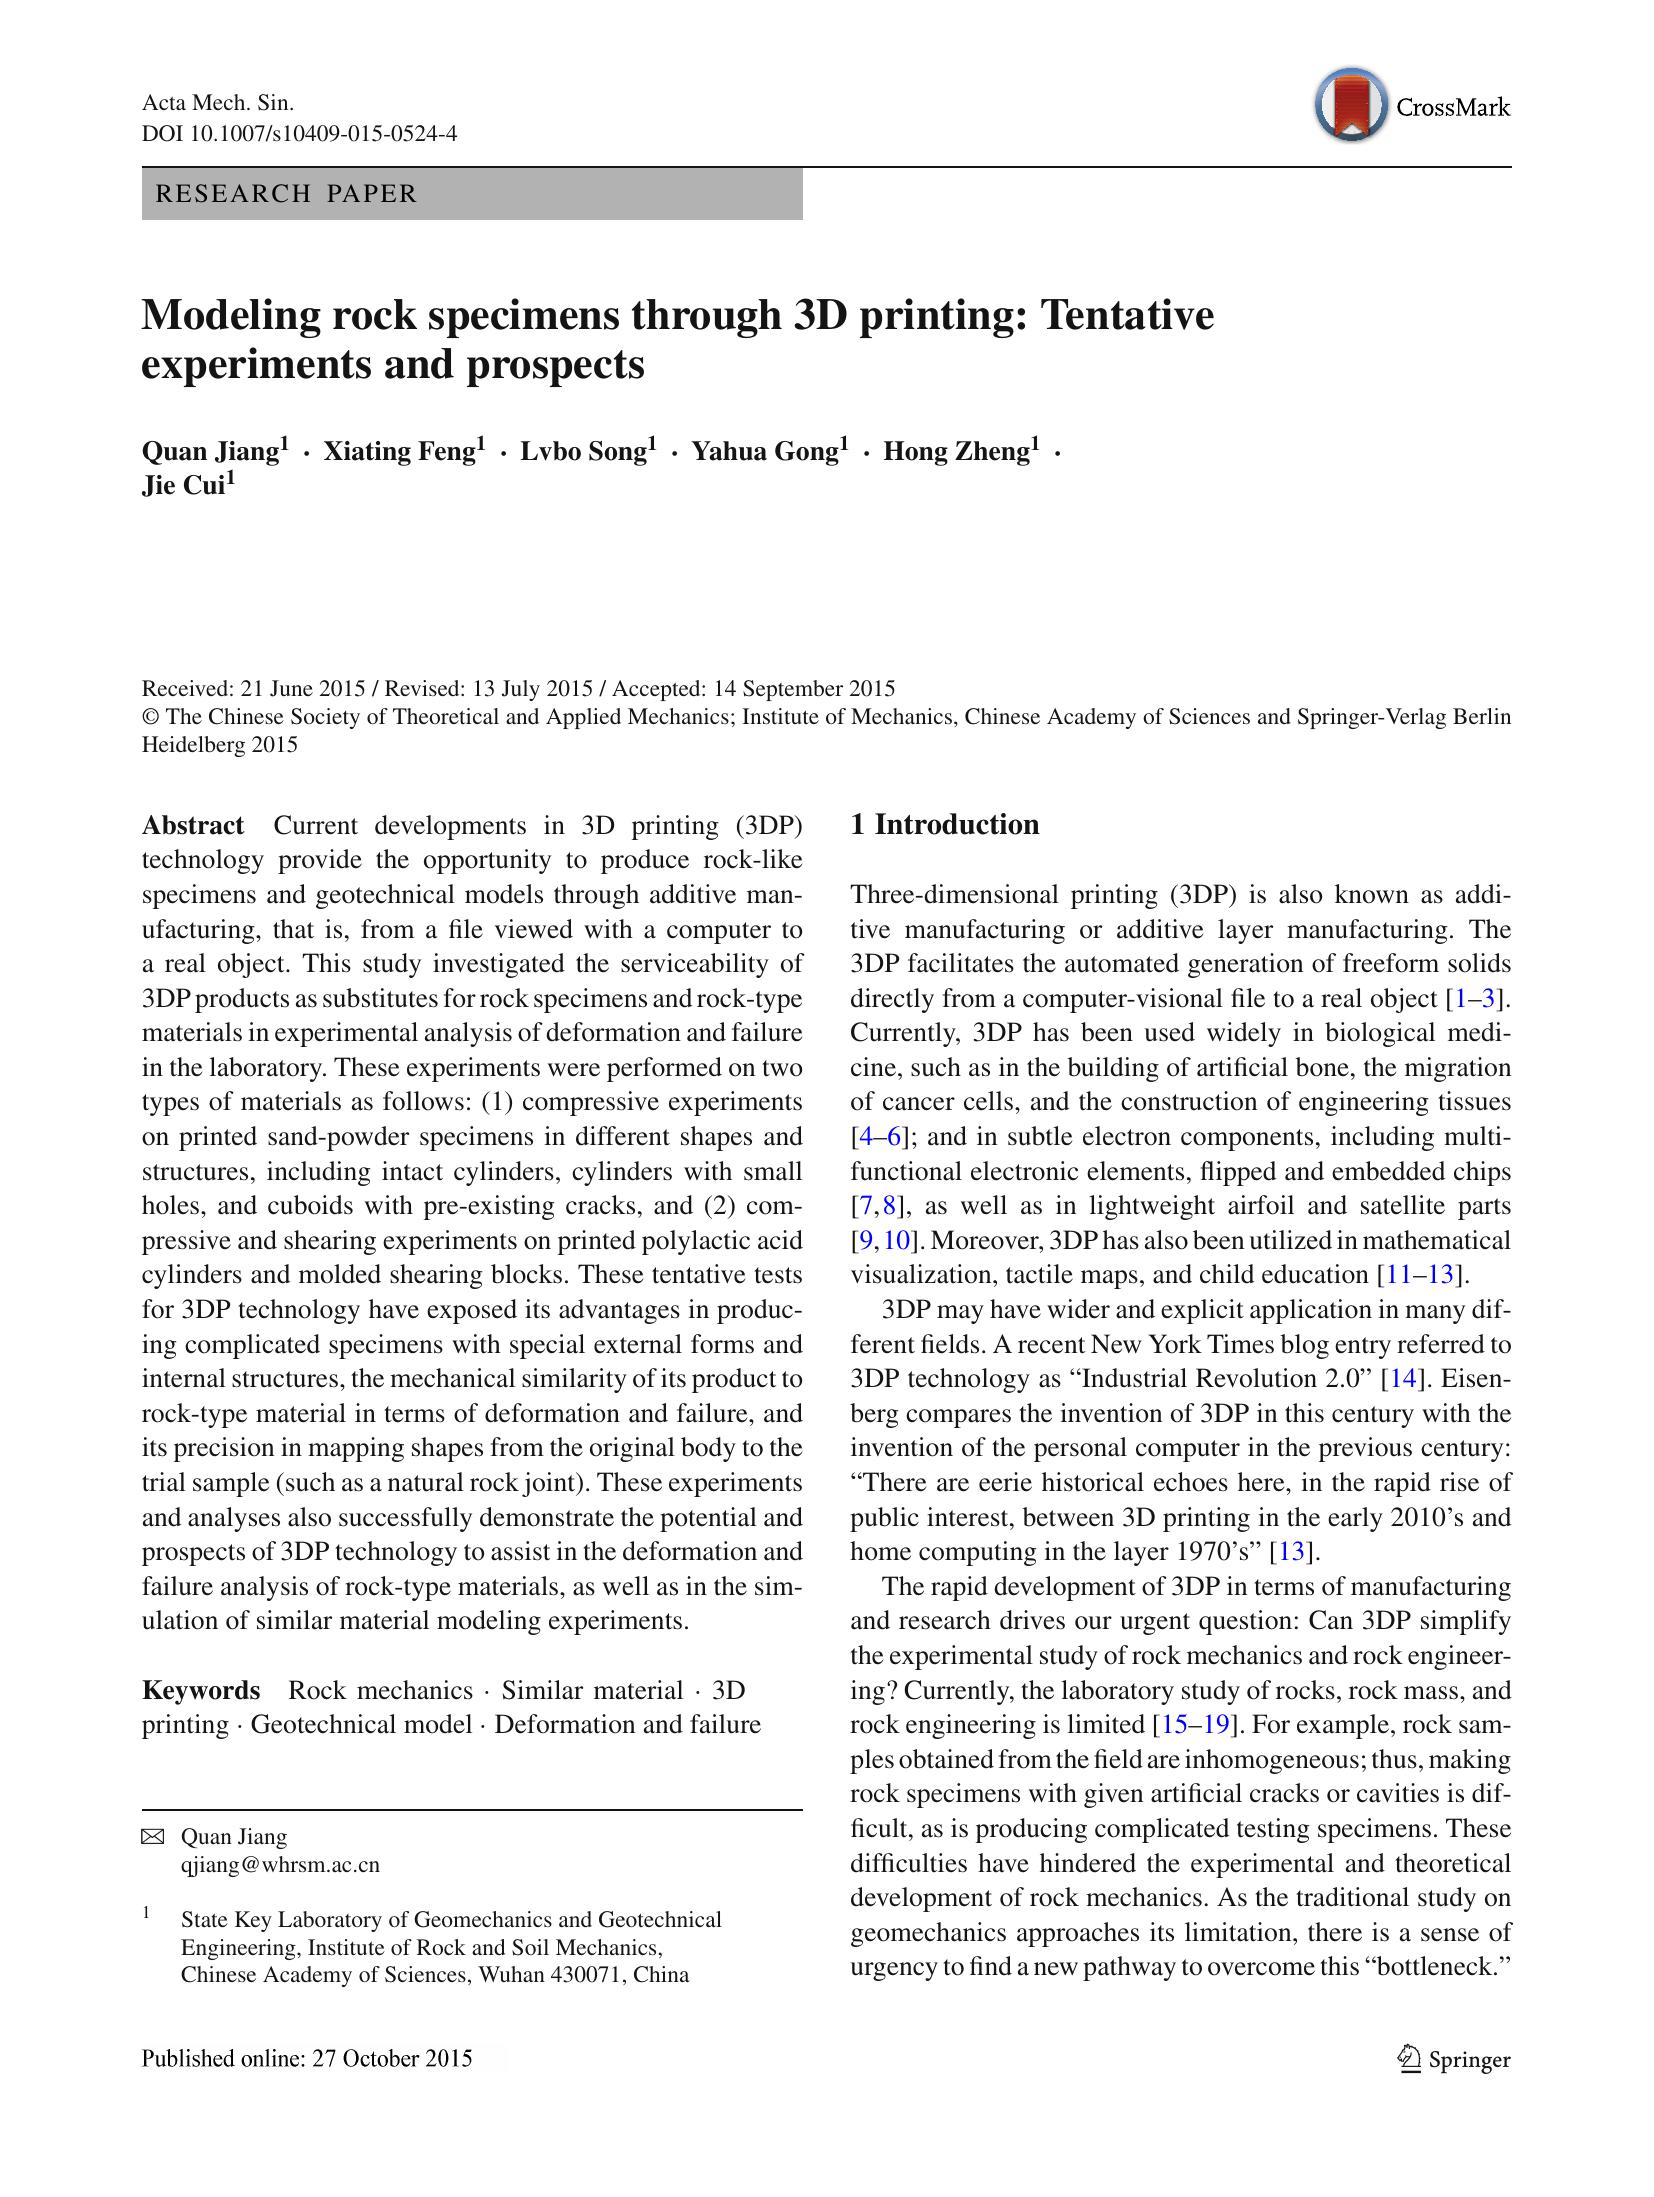 Acta Mech. Sin.
DOI 10.1007/s10409-015-0524-4
CrossMark
RESEARCH PAPER
Modeling rock specimens through 3D printing: Tentative
experiments and prospects
Quan Jiang¹ · Xiating Feng¹ · Lvbo Song¹ · Yahua Gong¹ · Hong Zheng¹ ·
Jie Cui¹
Received: 21 June 2015 / Revised: 13 July 2015 / Accepted: 14 September 2015
© The Chinese Society of Theoretical and Applied Mechanics; Institute of Mechanics, Chinese Academy of Sciences and Springer-Verlag Berlin
Heidelberg 2015
Abstract Current developments in 3D printing (3DP)
technology provide the opportunity to produce rock-like
specimens and geotechnical models through additive man-
ufacturing, that is, from a file viewed with a computer to
a real object. This study investigated the serviceability of
3DP products as substitutes for rock specimens and rock-type
materials in experimental analysis of deformation and failure
in the laboratory. These experiments were performed on two
types of materials as follows: (1) compressive experiments
on printed sand-powder specimens in different shapes and
structures, including intact cylinders, cylinders with small
holes, and cuboids with pre-existing cracks, and (2) com-
pressive and shearing experiments on printed polylactic acid
cylinders and molded shearing blocks. These tentative tests
for 3DP technology have exposed its advantages in produc-
ing complicated specimens with special external forms and
internal structures, the mechanical similarity of its product to
rock-type material in terms of deformation and failure, and
its precision in mapping shapes from the original body to the
trial sample (such as a natural rock joint). These experiments
and analyses also successfully demonstrate the potential and
prospects of 3DP technology to assist in the deformation and
failure analysis of rock-type materials, as well as in the sim-
ulation of similar material modeling experiments.
Keywords Rock mechanics · Similar material · 3D
printing · Geotechnical model · Deformation and failure
Quan Jiang
qjiang@whrsm.ac.cn
1 State Key Laboratory of Geomechanics and Geotechnical
Engineering, Institute of Rock and Soil Mechanics,
Chinese Academy of Sciences, Wuhan 430071, China
1 Introduction
Three-dimensional printing (3DP) is also known as addi-
tive manufacturing or additive layer manufacturing. The
3DP facilitates the automated generation of freeform solids
directly from a computer-visional file to a real object [1–3].
Currently, 3DP has been used widely in biological medi-
cine, such as in the building of artificial bone, the migration
of cancer cells, and the construction of engineering tissues
[4–6]; and in subtle electron components, including multi-
functional electronic elements, flipped and embedded chips
[7,8], as well as in lightweight airfoil and satellite parts
[9,10]. Moreover, 3DP has also been utilized in mathematical
visualization, tactile maps, and child education [11–13].
3DP may have wider and explicit application in many dif-
ferent fields. A recent New York Times blog entry referred to
3DP technology as “Industrial Revolution 2.0” [14]. Eisen-
berg compares the invention of 3DP in this century with the
invention of the personal computer in the previous century:
“There are eerie historical echoes here, in the rapid rise of
public interest, between 3D printing in the early 2010’s and
home computing in the layer 1970’s” [13].
The rapid development of 3DP in terms of manufacturing
and research drives our urgent question: Can 3DP simplify
the experimental study of rock mechanics and rock engineer-
ing? Currently, the laboratory study of rocks, rock mass, and
rock engineering is limited [15–19]. For example, rock sam-
ples obtained from the field are inhomogeneous; thus, making
rock specimens with given artificial cracks or cavities is dif-
ficult, as is producing complicated testing specimens. These
difficulties have hindered the experimental and theoretical
development of rock mechanics. As the traditional study on
geomechanics approaches its limitation, there is a sense of
urgency to find a new pathway to overcome this “bottleneck.”
Published online: 27 October 2015
Springer